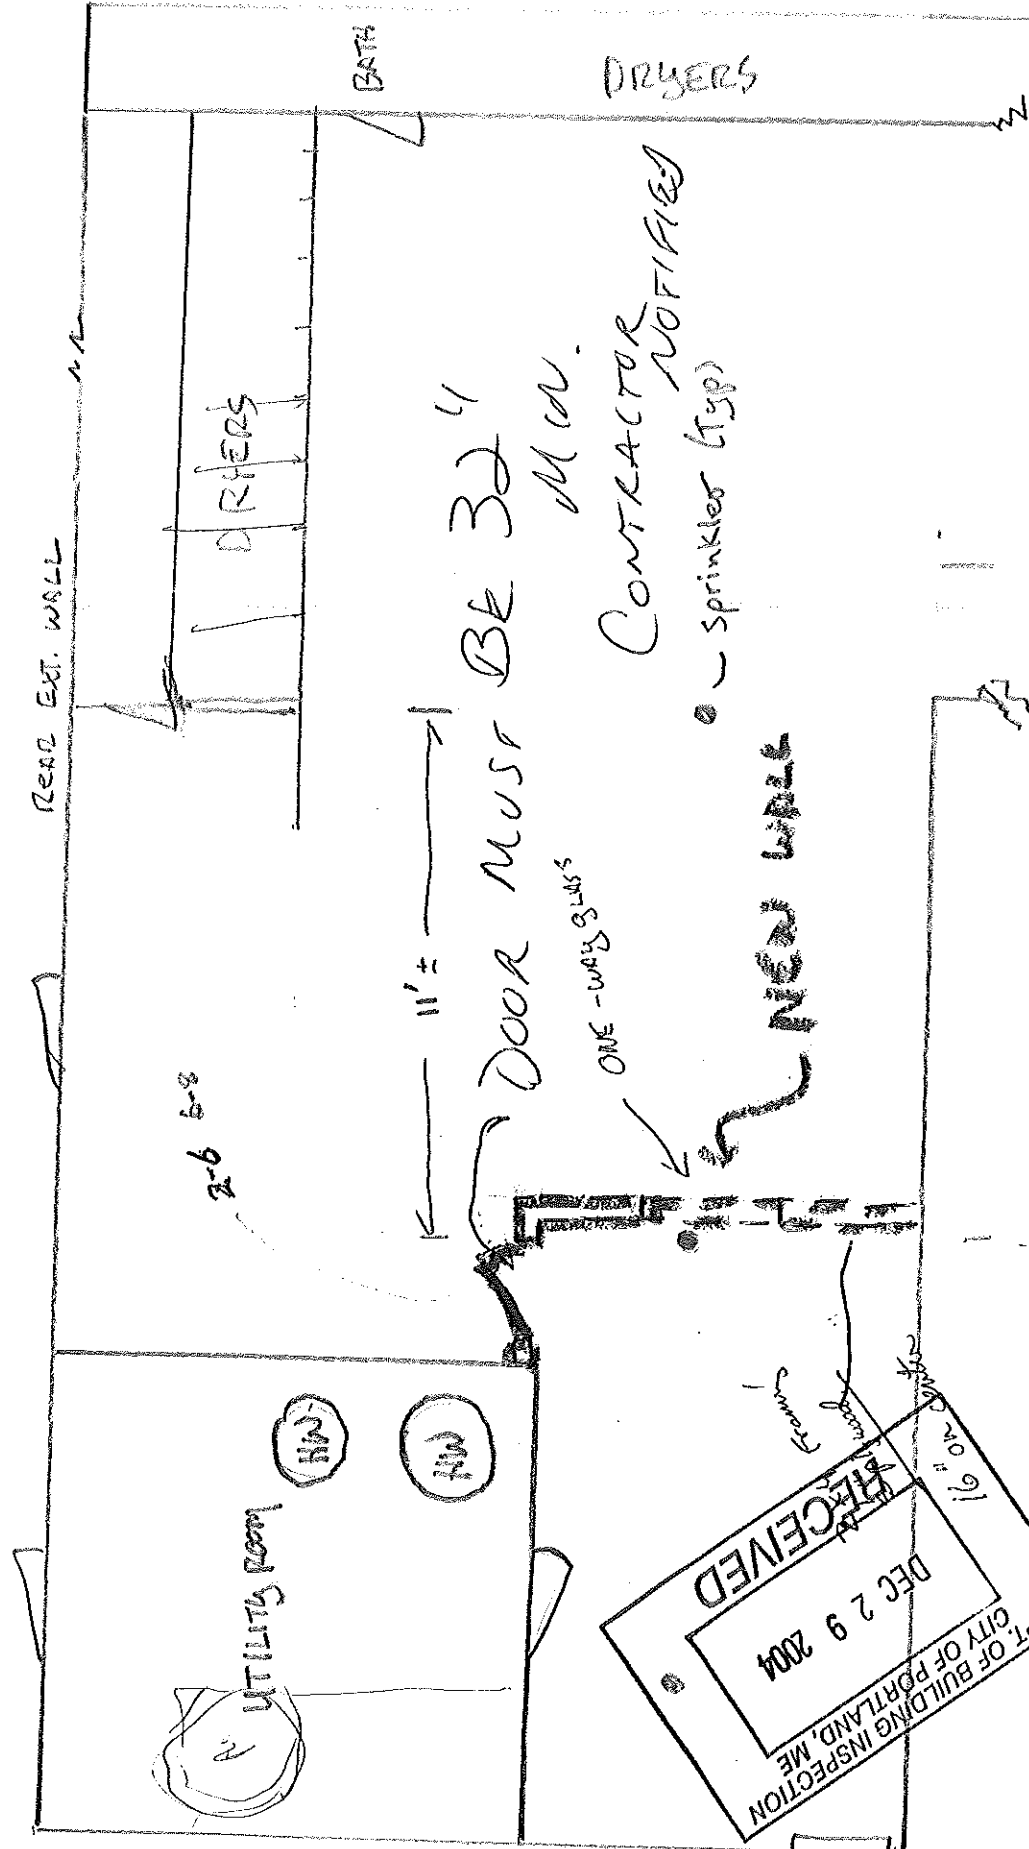 REAR EXT. WALL
BATH
DRYERS
DRYERS
2-6 6-8
11' ±
DOOR MUST BE 32"
MIN.
ONE-WAY glass
CONTRACTOR
NOTIFIED
sprinkler (Typ)
NEW WALL
UTILITY ROOM
HW
HW
16" on center
RECEIVED
DEC 29 2004
OF BUILDING INSPECTION
CITY OF PORTLAND, ME